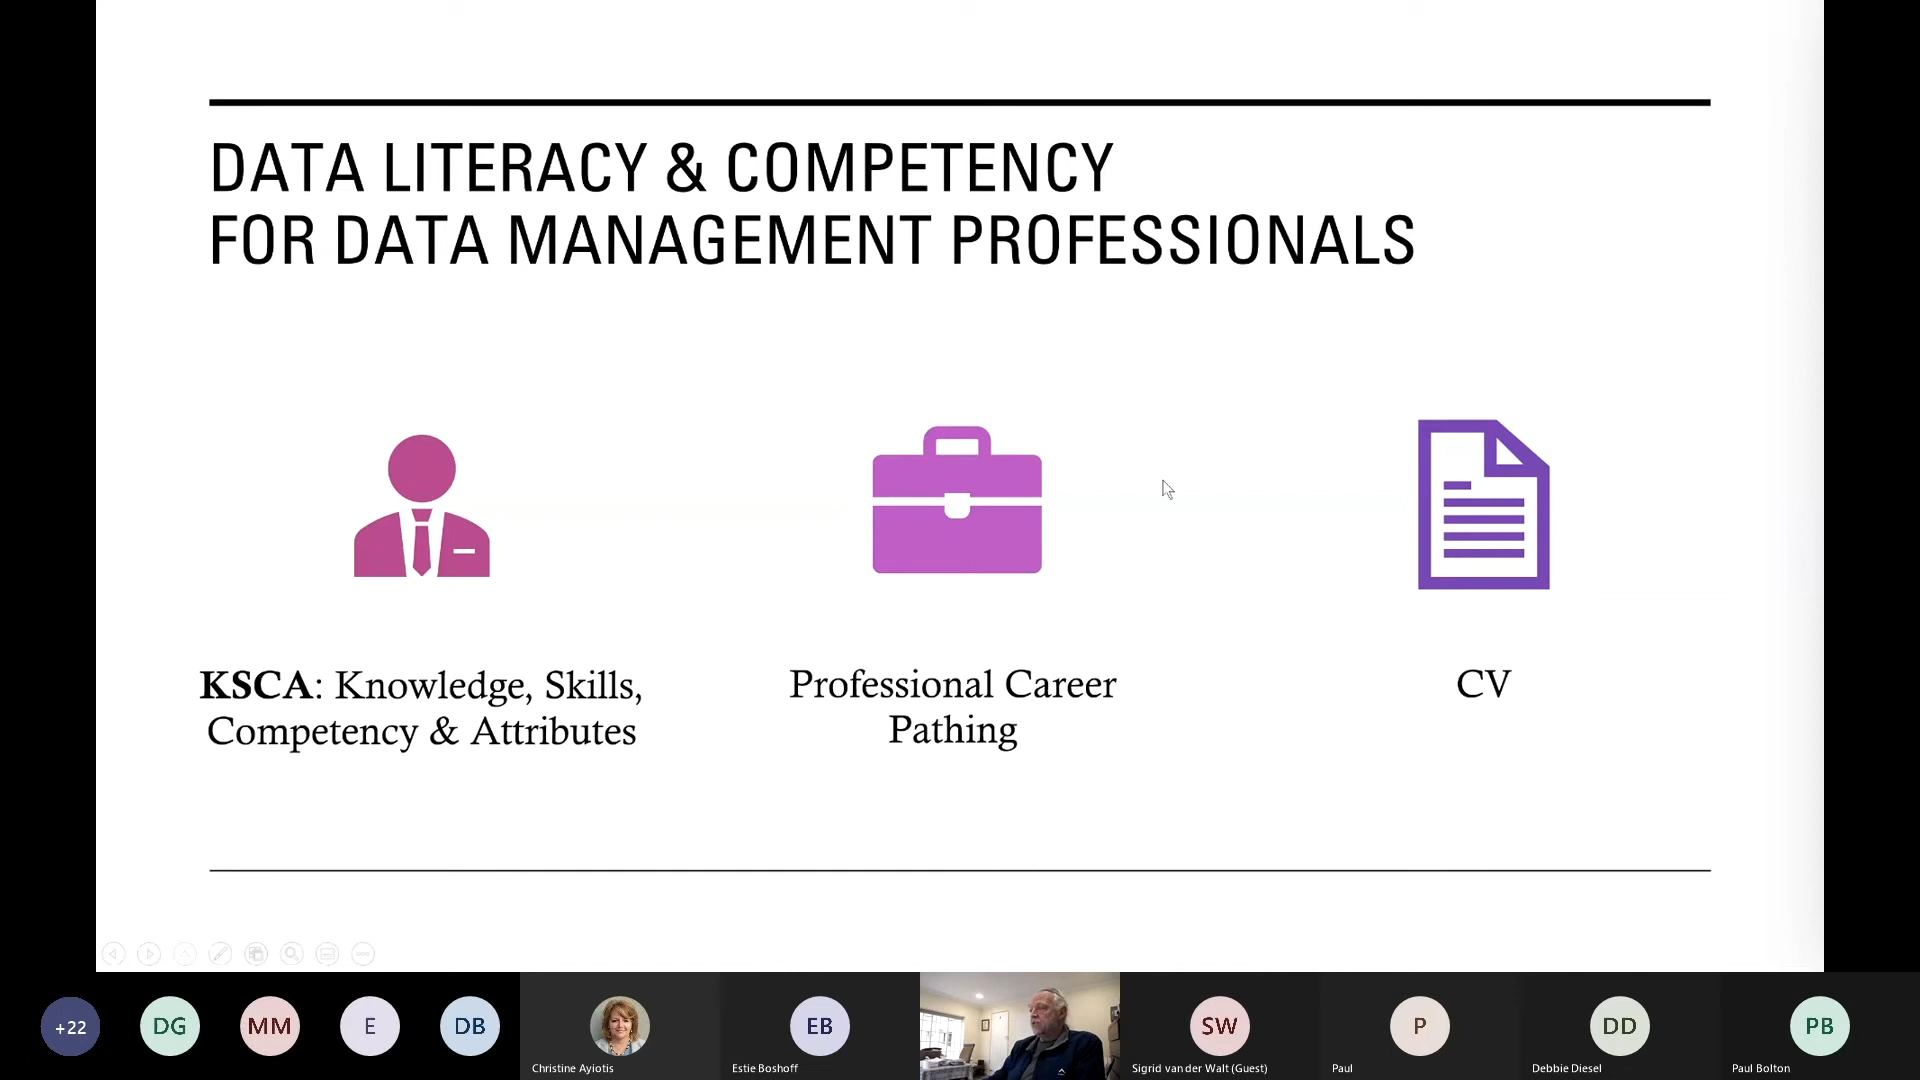 DATA LITERACY & COMPETENCY
FOR DATA MANAGEMENT PROFESSIONALS
KSCA: Knowledge, Skills,
Competency & Attributes
Professional Career
Pathing
CV
+22
DG
MM
E
DB
Christine Ayiotis
EB
Estie Boshoff
SW
Sigrid van der Walt (Guest)
P
Paul
DD
Debbie Diesel
PB
Paul Bolton